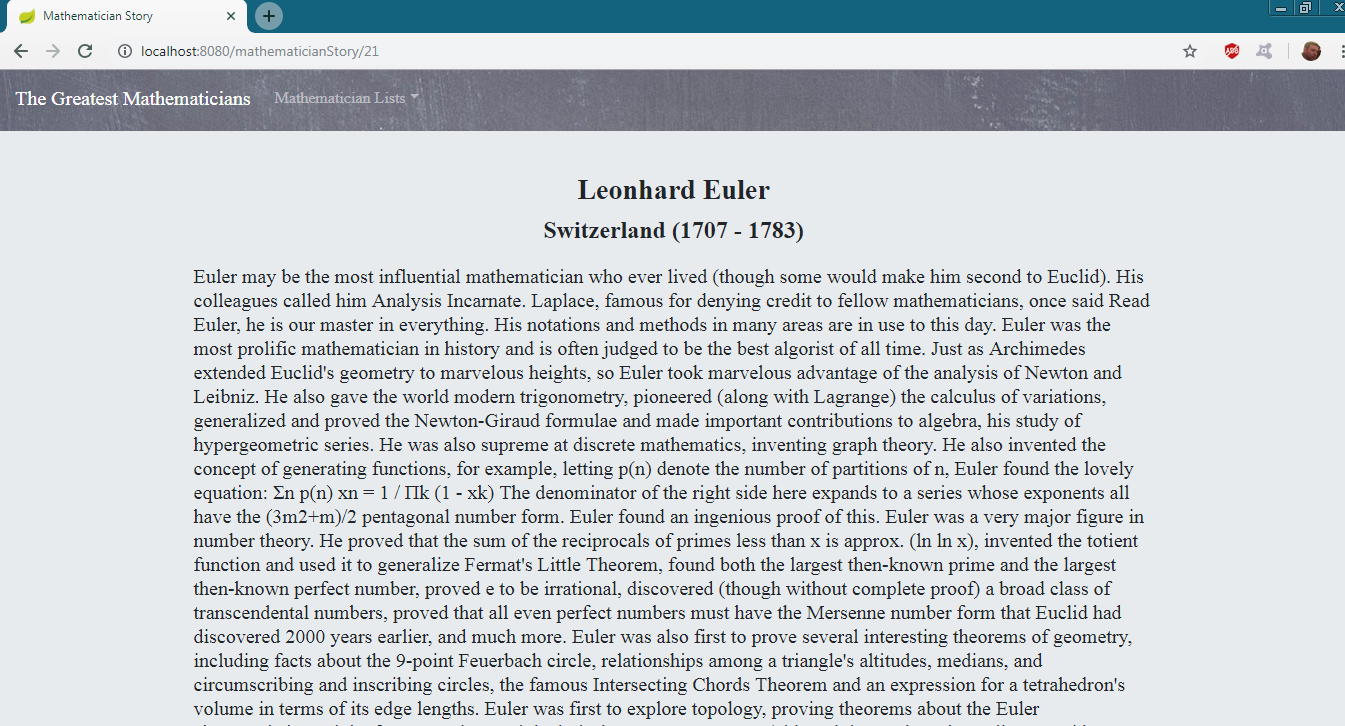 Mathematician Story
localhost:8080/mathematicianStory/21
ABP
The Greatest Mathematicians Mathematician Lists
Leonhard Euler
Switzerland (1707 - 1783)
Euler may be the most influential mathematician who ever lived (though some would make him second to Euclid). His
colleagues called him Analysis Incarnate. Laplace, famous for denying credit to fellow mathematicians, once said Read
Euler, he is our master in everything. His notations and methods in many areas are in use to this day. Euler was the
most prolific mathematician in history and is often judged to be the best algorist of all time. Just as Archimedes
extended Euclid's geometry to marvelous heights, so Euler took marvelous advantage of the analysis of Newton and
Leibniz. He also gave the world modern trigonometry, pioneered (along with Lagrange) the calculus of variations,
generalized and proved the Newton-Giraud formulae and made important contributions to algebra, his study of
hypergeometric series. He was also supreme at discrete mathematics, inventing graph theory. He also invented the
concept of generating functions, for example, letting p(n) denote the number of partitions of n, Euler found the lovely
equation: Σn p(n) xn = 1 / Πk (1 - xk) The denominator of the right side here expands to a series whose exponents all
have the (3m2+m)/2 pentagonal number form. Euler found an ingenious proof of this. Euler was a very major figure in
number theory. He proved that the sum of the reciprocals of primes less than x is approx. (ln ln x), invented the totient
function and used it to generalize Fermat's Little Theorem, found both the largest then-known prime and the largest
then-known perfect number, proved e to be irrational, discovered (though without complete proof) a broad class of
transcendental numbers, proved that all even perfect numbers must have the Mersenne number form that Euclid had
discovered 2000 years earlier, and much more. Euler was also first to prove several interesting theorems of geometry,
including facts about the 9-point Feuerbach circle, relationships among a triangle's altitudes, medians, and
circumscribing and inscribing circles, the famous Intersecting Chords Theorem and an expression for a tetrahedron's
volume in terms of its edge lengths. Euler was first to explore topology, proving theorems about the Euler